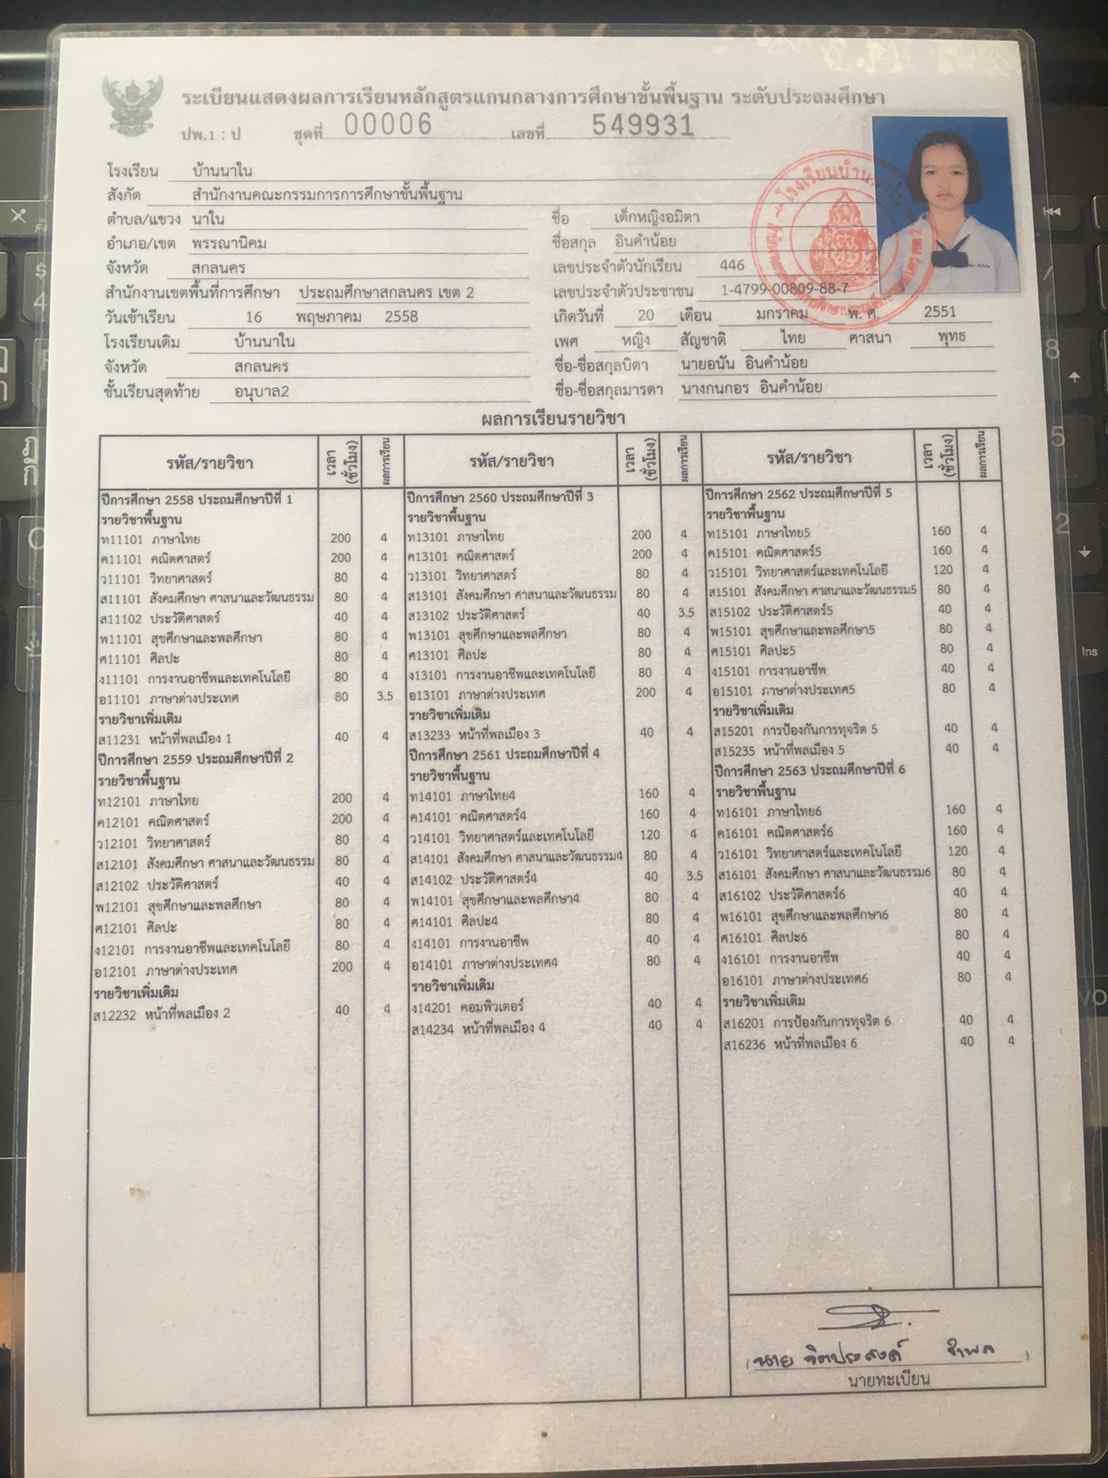 ระเบียนแสดงผลการเรียนหลักสูตรแกนกลางการศึกษาขั้นพื้นฐาน ระดับประถมศึกษา
ปพ.1 : ป ชุดที่ 00006 เลขที่ 549931
โรงเรียน บ้านนาใน
สังกัด สำนักงานคณะกรรมการการศึกษาขั้นพื้นฐาน
ตำบล/แขวง นาใน
อำเภอ/เขต พรรณานิคม
จังหวัด สกลนคร
สำนักงานเขตพื้นที่การศึกษา ประถมศึกษาสกลนคร เขต 2
วันเข้าเรียน 16 พฤษภาคม 2558
โรงเรียนเดิม บ้านนาใน
จังหวัด สกลนคร
ชั้นเรียนสุดท้าย อนุบาล2
ชื่อ เด็กหญิงอมิตา
ชื่อสกุล อินคำน้อย
เลขประจำตัวนักเรียน 446
เลขประจำตัวประชาชน 1-4799-00809-88-7
เกิดวันที่ 20 เดือน มกราคม พ. ศ. 2551
เพศ หญิง สัญชาติ ไทย ศาสนา พุทธ
ชื่อ-ชื่อสกุลบิดา นายอนัน อินคำน้อย
ชื่อ-ชื่อสกุลมารดา นางกนกอร อินคำน้อย
ผลการเรียนรายวิชา
รหัส/รายวิชา เวลา (ชั่วโมง) ผลการเรียน
ปีการศึกษา 2558 ประถมศึกษาปีที่ 1
รายวิชาพื้นฐาน
ท11101 ภาษาไทย 200 4
ค11101 คณิตศาสตร์ 200 4
ว11101 วิทยาศาสตร์ 80 4
ส11101 สังคมศึกษา ศาสนาและวัฒนธรรม 80 4
ส11102 ประวัติศาสตร์ 40 4
พ11101 สุขศึกษาและพลศึกษา 80 4
ศ11101 ศิลปะ 80 4
ง11101 การงานอาชีพและเทคโนโลยี 80 4
อ11101 ภาษาต่างประเทศ 80 3.5
รายวิชาเพิ่มเติม
ส11231 หน้าที่พลเมือง 1 40 4
ปีการศึกษา 2559 ประถมศึกษาปีที่ 2
รายวิชาพื้นฐาน
ท12101 ภาษาไทย 200 4
ค12101 คณิตศาสตร์ 200 4
ว12101 วิทยาศาสตร์ 80 4
ส12101 สังคมศึกษา ศาสนาและวัฒนธรรม 80 4
ส12102 ประวัติศาสตร์ 40 4
พ12101 สุขศึกษาและพลศึกษา 80 4
ศ12101 ศิลปะ 80 4
ง12101 การงานอาชีพและเทคโนโลยี 80 4
อ12101 ภาษาต่างประเทศ 200 4
รายวิชาเพิ่มเติม
ส12232 หน้าที่พลเมือง 2 40 4
รหัส/รายวิชา เวลา (ชั่วโมง) ผลการเรียน
ปีการศึกษา 2560 ประถมศึกษาปีที่ 3
รายวิชาพื้นฐาน
ท13101 ภาษาไทย 200 4
ค13101 คณิตศาสตร์ 200 4
ว13101 วิทยาศาสตร์ 80 4
ส13101 สังคมศึกษา ศาสนาและวัฒนธรรม 80 4
ส13102 ประวัติศาสตร์ 40 3.5
พ13101 สุขศึกษาและพลศึกษา 80 4
ศ13101 ศิลปะ 80 4
ง13101 การงานอาชีพและเทคโนโลยี 80 4
อ13101 ภาษาต่างประเทศ 200 4
รายวิชาเพิ่มเติม
ส13233 หน้าที่พลเมือง 3 40 4
ปีการศึกษา 2561 ประถมศึกษาปีที่ 4
รายวิชาพื้นฐาน
ท14101 ภาษาไทย4 160 4
ค14101 คณิตศาสตร์4 160 4
ว14101 วิทยาศาสตร์และเทคโนโลยี 120 4
ส14101 สังคมศึกษา ศาสนาและวัฒนธรรม4 80 4
ส14102 ประวัติศาสตร์4 40 3.5
พ14101 สุขศึกษาและพลศึกษา4 80 4
ศ14101 ศิลปะ4 80 4
ง14101 การงานอาชีพ 40 4
อ14101 ภาษาต่างประเทศ4 80 4
รายวิชาเพิ่มเติม
ง14201 คอมพิวเตอร์ 40 4
ส14234 หน้าที่พลเมือง 4 40 4
รหัส/รายวิชา เวลา (ชั่วโมง) ผลการเรียน
ปีการศึกษา 2562 ประถมศึกษาปีที่ 5
รายวิชาพื้นฐาน
ท15101 ภาษาไทย5 160 4
ค15101 คณิตศาสตร์5 160 4
ว15101 วิทยาศาสตร์และเทคโนโลยี 120 4
ส15101 สังคมศึกษา ศาสนาและวัฒนธรรม5 80 4
ส15102 ประวัติศาสตร์5 40 4
พ15101 สุขศึกษาและพลศึกษา5 80 4
ศ15101 ศิลปะ5 80 4
ง15101 การงานอาชีพ 40 4
อ15101 ภาษาต่างประเทศ5 80 4
รายวิชาเพิ่มเติม
ส15201 การป้องกันการทุจริต 5 40 4
ส15235 หน้าที่พลเมือง 5 40 4
ปีการศึกษา 2563 ประถมศึกษาปีที่ 6
รายวิชาพื้นฐาน
ท16101 ภาษาไทย6 160 4
ค16101 คณิตศาสตร์6 160 4
ว16101 วิทยาศาสตร์และเทคโนโลยี 120 4
ส16101 สังคมศึกษา ศาสนาและวัฒนธรรม6 80 4
ส16102 ประวัติศาสตร์6 40 4
พ16101 สุขศึกษาและพลศึกษา6 80 4
ศ16101 ศิลปะ6 80 4
ง16101 การงานอาชีพ 40 4
อ16101 ภาษาต่างประเทศ6 80 4
รายวิชาเพิ่มเติม
ส16201 การป้องกันการทุจริต 6 40 4
ส16236 หน้าที่พลเมือง 6 40 4
(นาย จิตประสงค์ รำพล)
นายทะเบียน
Ins